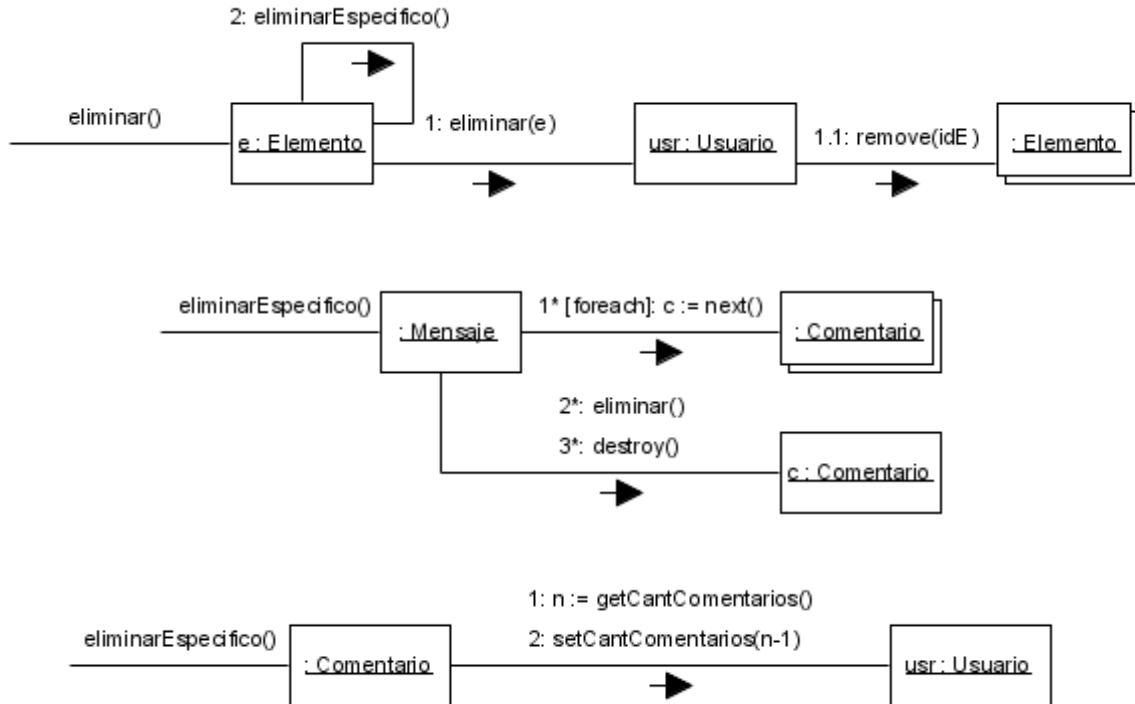 2: eliminarEspecifico()
eliminar()
e : Elemento
1: eliminar(e)
usr : Usuario
1.1: remove(idE)
: Elemento
eliminarEspecifico()
: Mensaje
1* [foreach]: c := next()
: Comentario
2*: eliminar()
3*: destroy()
c : Comentario
1: n := getCantComentarios()
eliminarEspecifico()
: Comentario
2: setCantComentarios(n-1)
usr : Usuario